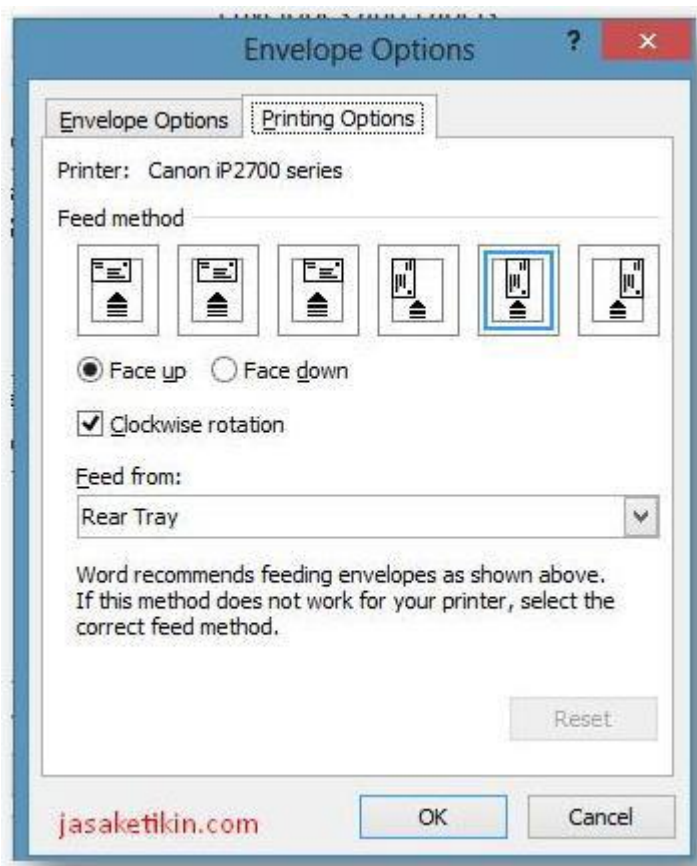 Envelope Options
Envelope Options Printing Options
Printer: Canon iP2700 series
Feed method
Face up Face down
Clockwise rotation
Feed from:
Rear Tray
Word recommends feeding envelopes as shown above.
If this method does not work for your printer, select the
correct feed method.
Reset
jasaketikin.com OK Cancel